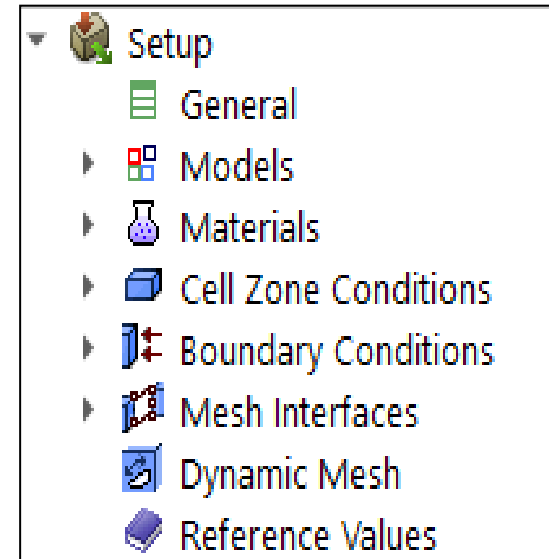 Setup
General
Models
Materials
Cell Zone Conditions
Boundary Conditions
Mesh Interfaces
Dynamic Mesh
Reference Values